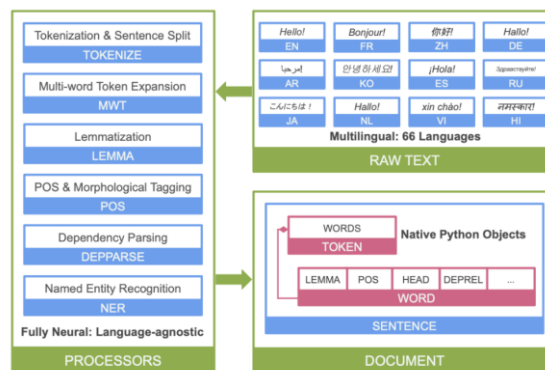 Tokenization & Sentence Split
TOKENIZE
Multi-word Token Expansion
MWT
Lemmatization
LEMMA
POS & Morphological Tagging
POS
Dependency Parsing
DEPPARSE
Named Entity Recognition
NER
Fully Neural: Language-agnostic
PROCESSORS
Hello!
EN
Bonjour!
FR
你好!
ZH
Hallo!
DE
مرحبا!
AR
안녕하세요!
KO
¡Hola!
ES
Здравствуйте!
RU
こんにちは!
JA
Hallo!
NL
xin chào!
VI
नमस्कार!
HI
Multilingual: 66 Languages
RAW TEXT
WORDS
TOKEN
Native Python Objects
LEMMA POS HEAD DEPREL ...
WORD
SENTENCE
DOCUMENT